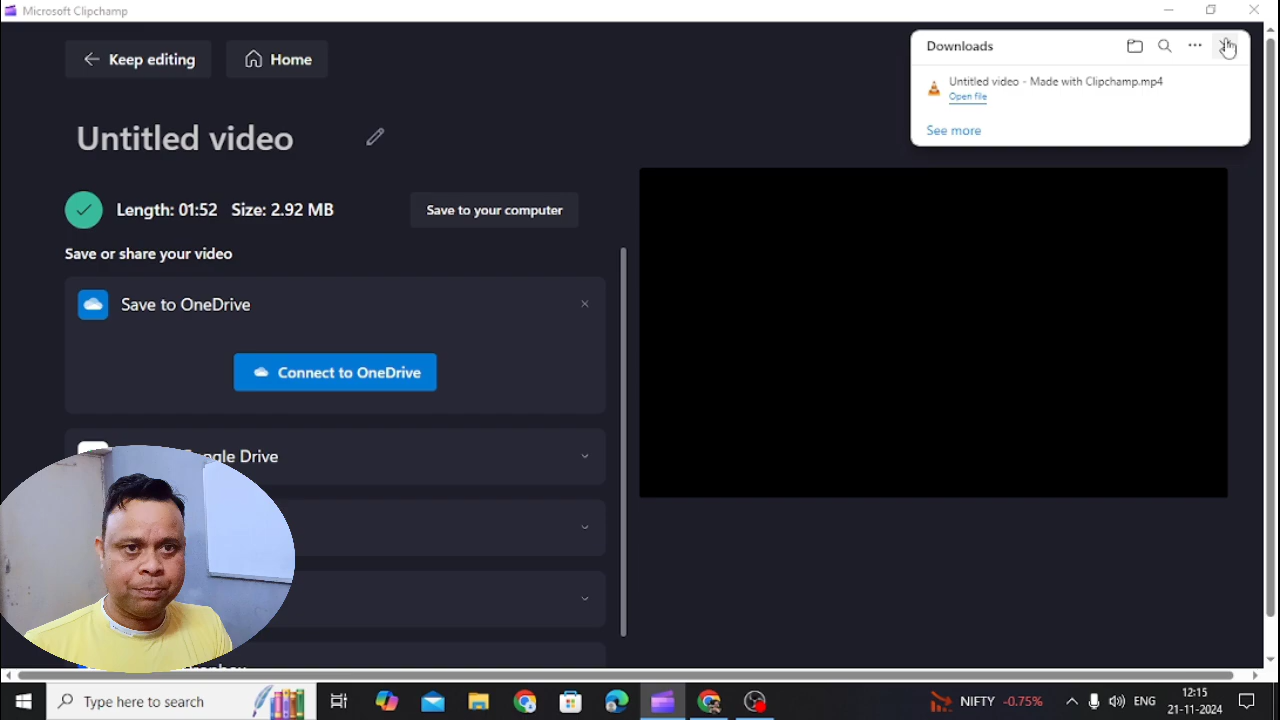 Microsoft Clipchamp
Keep editing
Home
Downloads
Untitled video - Made with Clipchamp.mp4
Open file
See more
Untitled video
Length: 01:52 Size: 2.92 MB
Save to your computer
Save or share your video
Save to OneDrive
Connect to OneDrive
Drive
Type here to search
NIFTY -0.75%
ENG
12:15
21-11-2024